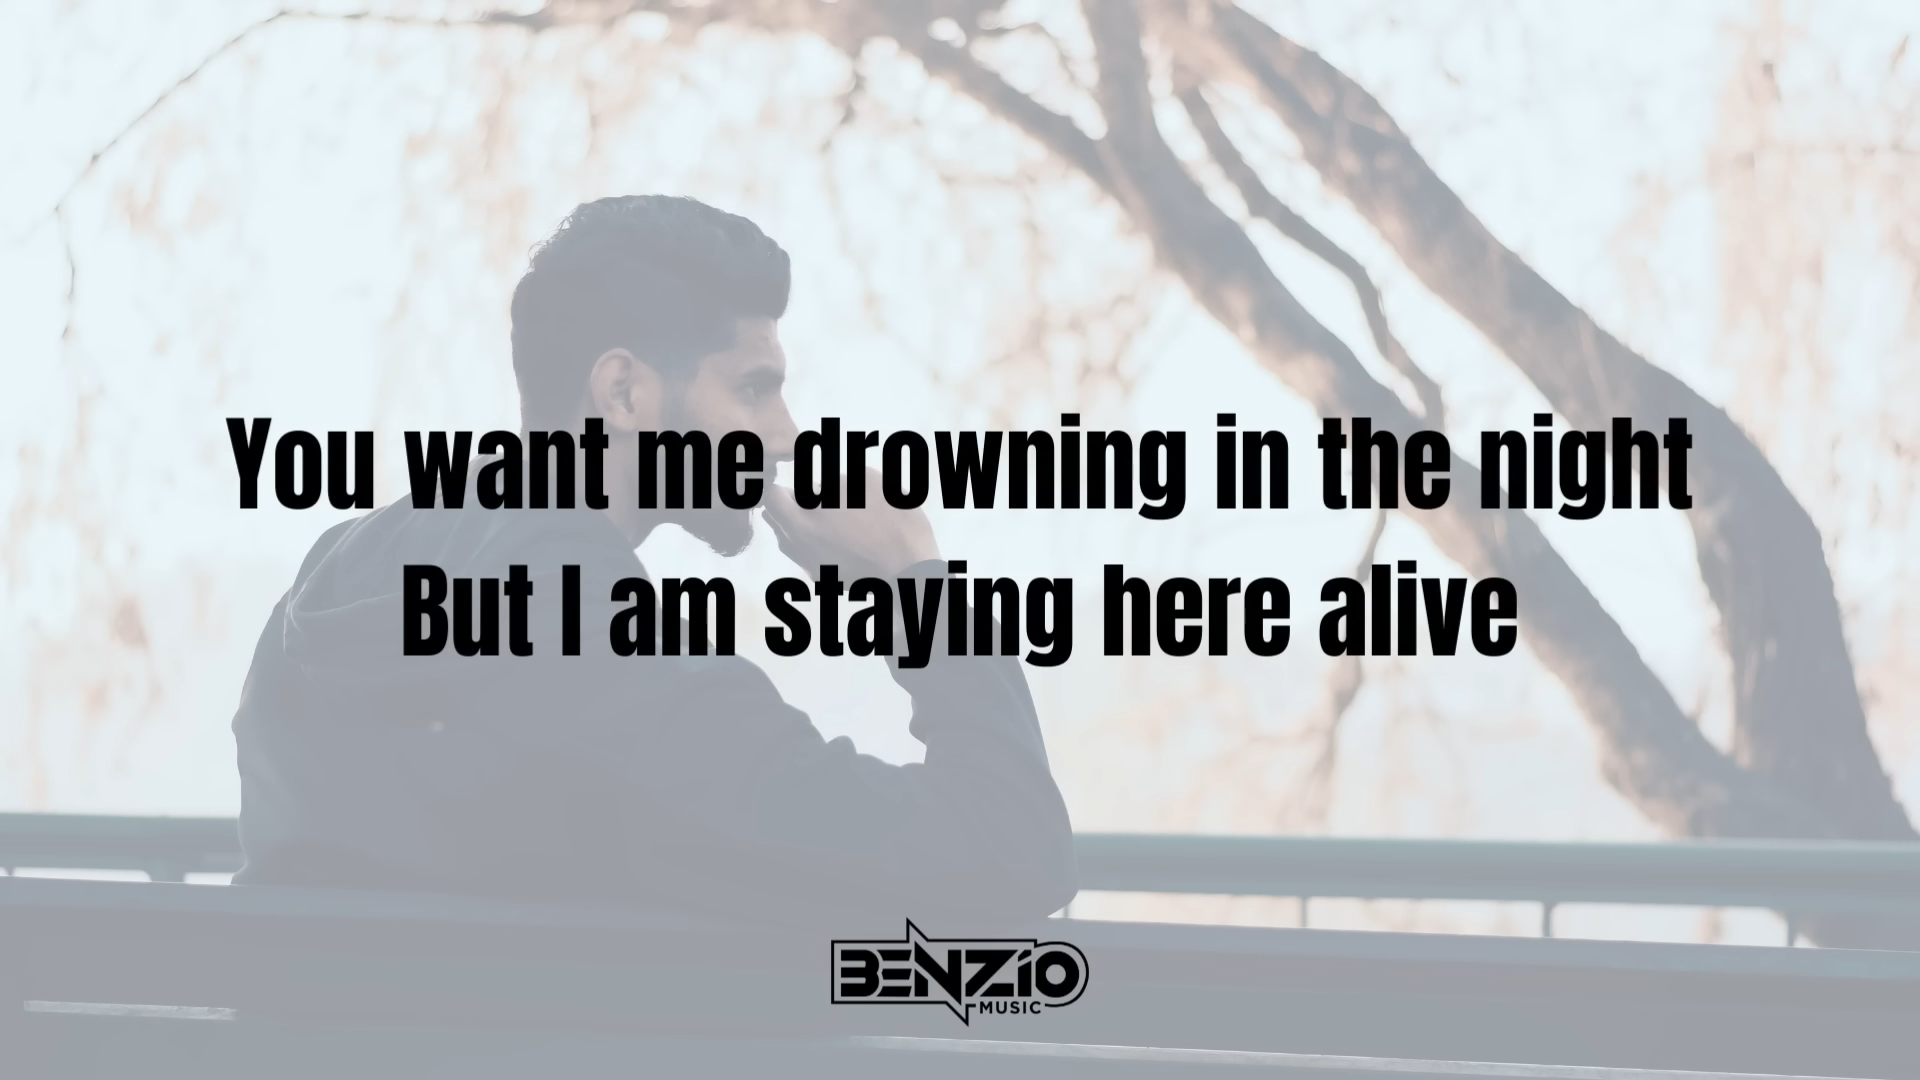 You want me drowning in the night
But I am staying here alive
BENZIO
MUSIC